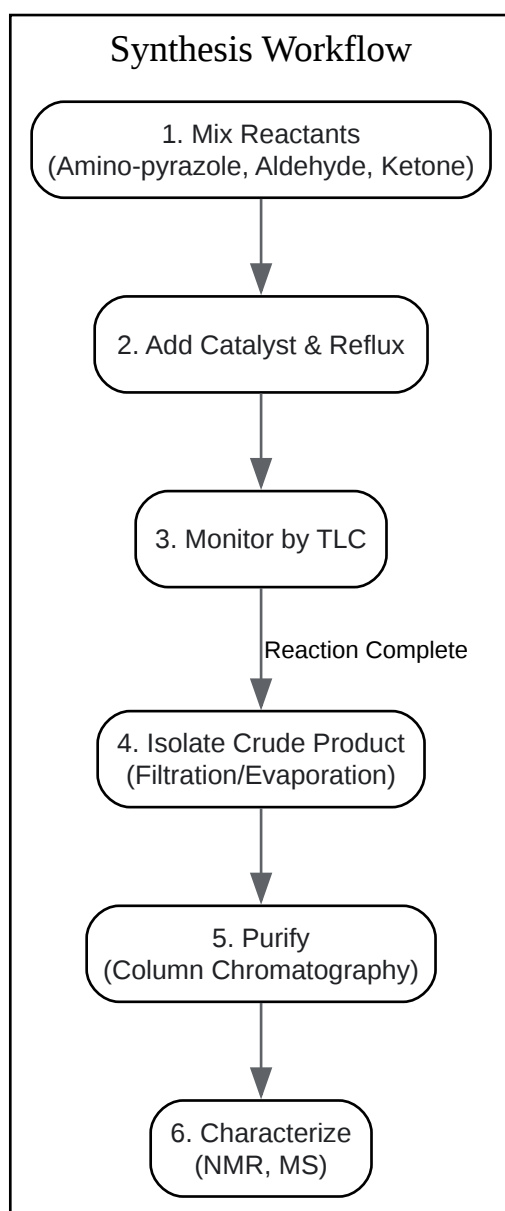 Synthesis Workflow
1. Mix Reactants
(Amino-pyrazole, Aldehyde, Ketone)
2. Add Catalyst & Reflux
3. Monitor by TLC
Reaction Complete
4. Isolate Crude Product
(Filtration/Evaporation)
5. Purify
(Column Chromatography)
6. Characterize
(NMR, MS)